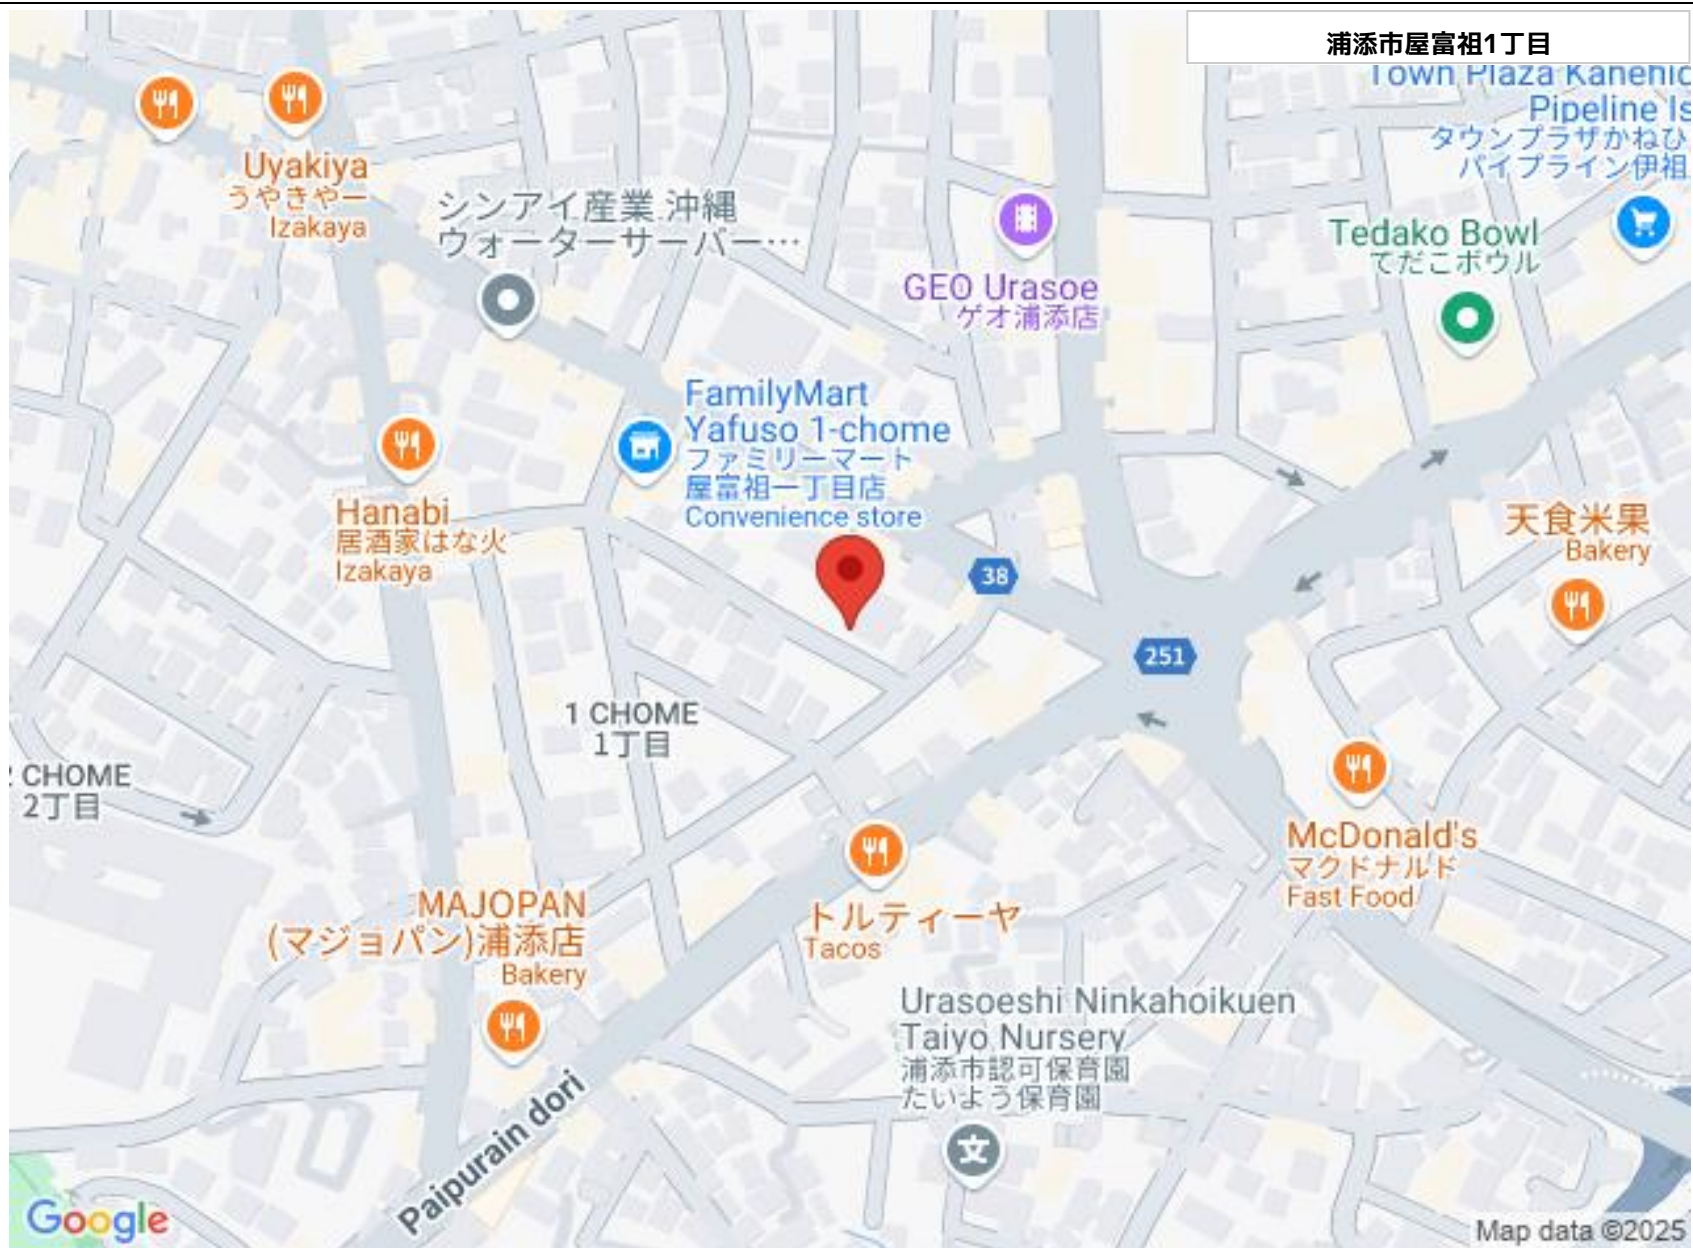 浦添市屋富祖1丁目
Town Plaza Kanehic
Pipeline Is
タウンプラザかねひ
パイプライン伊祖
Uyakiya
うやきやー
Izakaya
シンアイ産業 沖縄
ウォーターサーバー…
GEO Urasoe
ゲオ浦添店
Tedako Bowl
てだこボウル
FamilyMart
Yafuso 1-chome
ファミリーマート
屋富祖一丁目店
Convenience store
Hanabi
居酒家はな火
Izakaya
天食米果
Bakery
38
251
1 CHOME
1丁目
CHOME
2丁目
McDonald's
マクドナルド
Fast Food
MAJOPAN
(マジョパン)浦添店
Bakery
トルティーヤ
Tacos
Urasoeshi Ninkahoikuen
Taiyo Nursery
浦添市認可保育園
たいよう保育園
文
Paipurain dori
Google
Map data ©2025